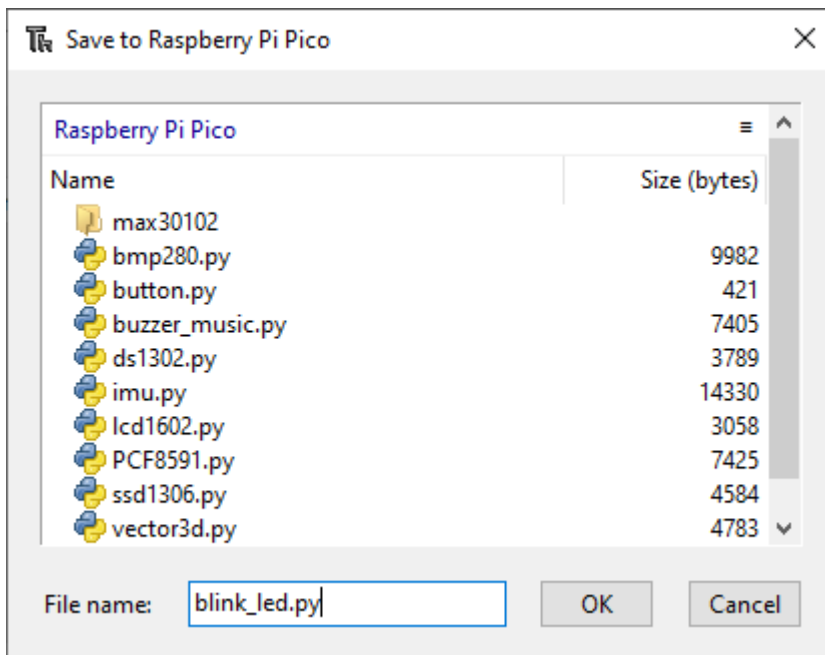 Save to Raspberry Pi Pico
Raspberry Pi Pico
Name Size (bytes)
max30102
bmp280.py 9982
button.py 421
buzzer_music.py 7405
ds1302.py 3789
imu.py 14330
lcd1602.py 3058
PCF8591.py 7425
ssd1306.py 4584
vector3d.py 4783
File name: blink_led.py OK Cancel